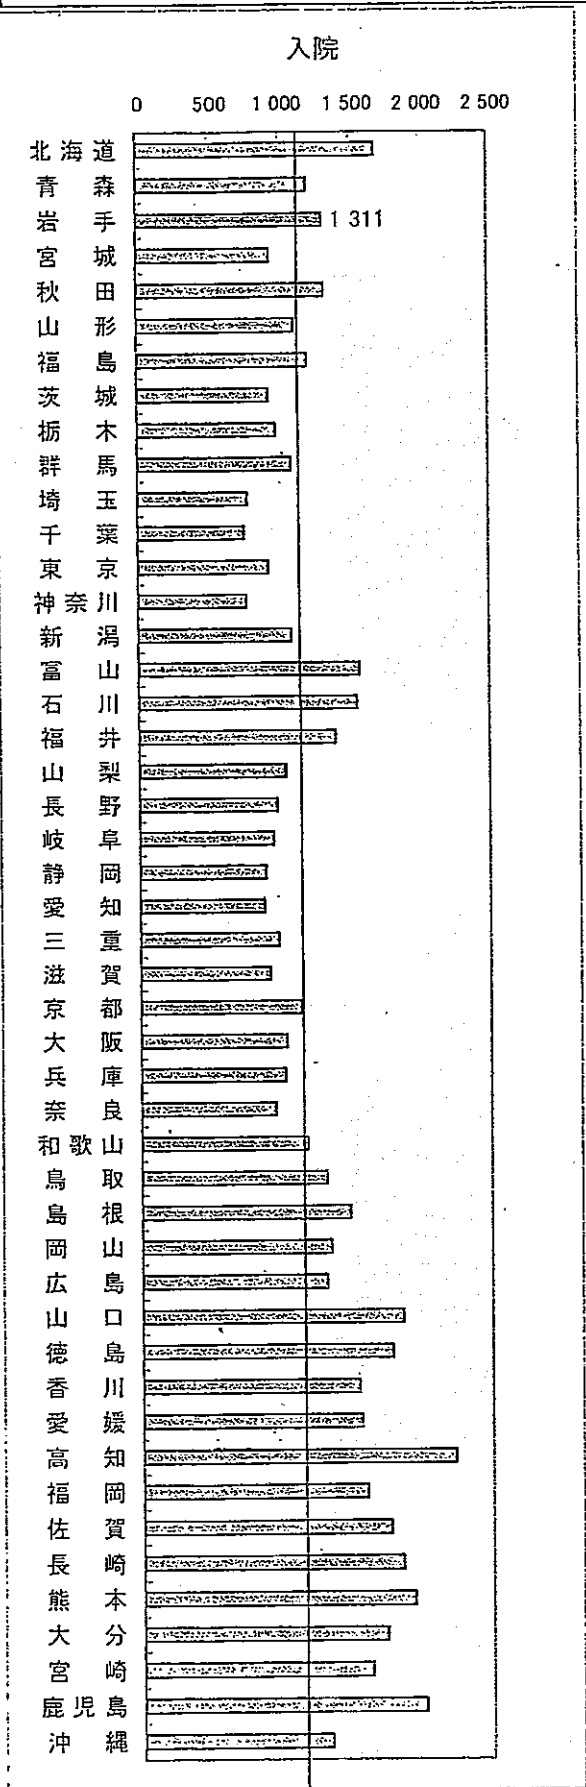 入院
0 500 1 000 1 500 2 000 2 500
北海道
青森
岩手 1 311
宮城
秋田
山形
福島
茨城
栃木
群馬
埼玉
千葉
東京
神奈川
新潟
富山
石川
福井
山梨
長野
岐阜
静岡
愛知
三重
滋賀
京都
大阪
兵庫
奈良
和歌山
鳥取
島根
岡山
広島
山口
徳島
香川
愛媛
高知
福岡
佐賀
長崎
熊本
大分
宮崎
鹿児島
沖縄